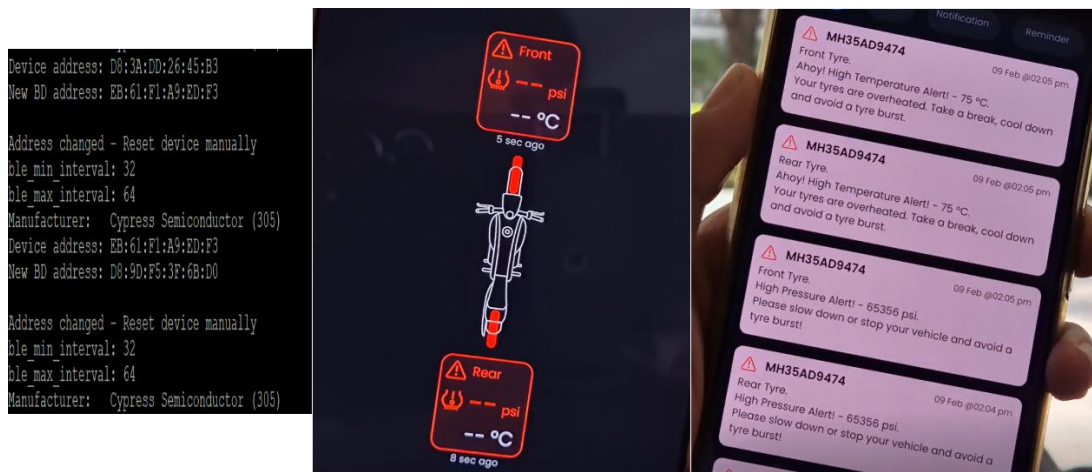 Device address: D8:3A:DD:26:45:B3
New BD address: EB:61:F1:A9:ED:F3
Address changed - Reset device manually
ble_min_interval: 32
ble_max_interval: 64
Manufacturer: Cypress Semiconductor (305)
Device address: EB:61:F1:A9:ED:F3
New BD address: D8:9D:F5:3F:6B:D0
Address changed - Reset device manually
ble_min_interval: 32
ble_max_interval: 64
Manufacturer: Cypress Semiconductor (305)
Front
-- psi
-- °C
5 sec ago
Rear
-- psi
-- °C
8 sec ago
Notification
Reminder
MH35AD9474
09 Feb @02:05 pm
Front Tyre.
Ahoy! High Temperature Alert! - 75 °C.
Your tyres are overheated. Take a break, cool down
and avoid a tyre burst.
MH35AD9474
09 Feb @02:05 pm
Rear Tyre.
Ahoy! High Temperature Alert! - 75 °C.
Your tyres are overheated. Take a break, cool down
and avoid a tyre burst.
MH35AD9474
09 Feb @02:05 pm
Front Tyre.
High Pressure Alert! - 65356 psi.
Please slow down or stop your vehicle and avoid a
tyre burst!
MH35AD9474
09 Feb @02:04 pm
Rear Tyre.
High Pressure Alert! - 65356 psi.
Please slow down or stop your vehicle and avoid a
tyre burst!